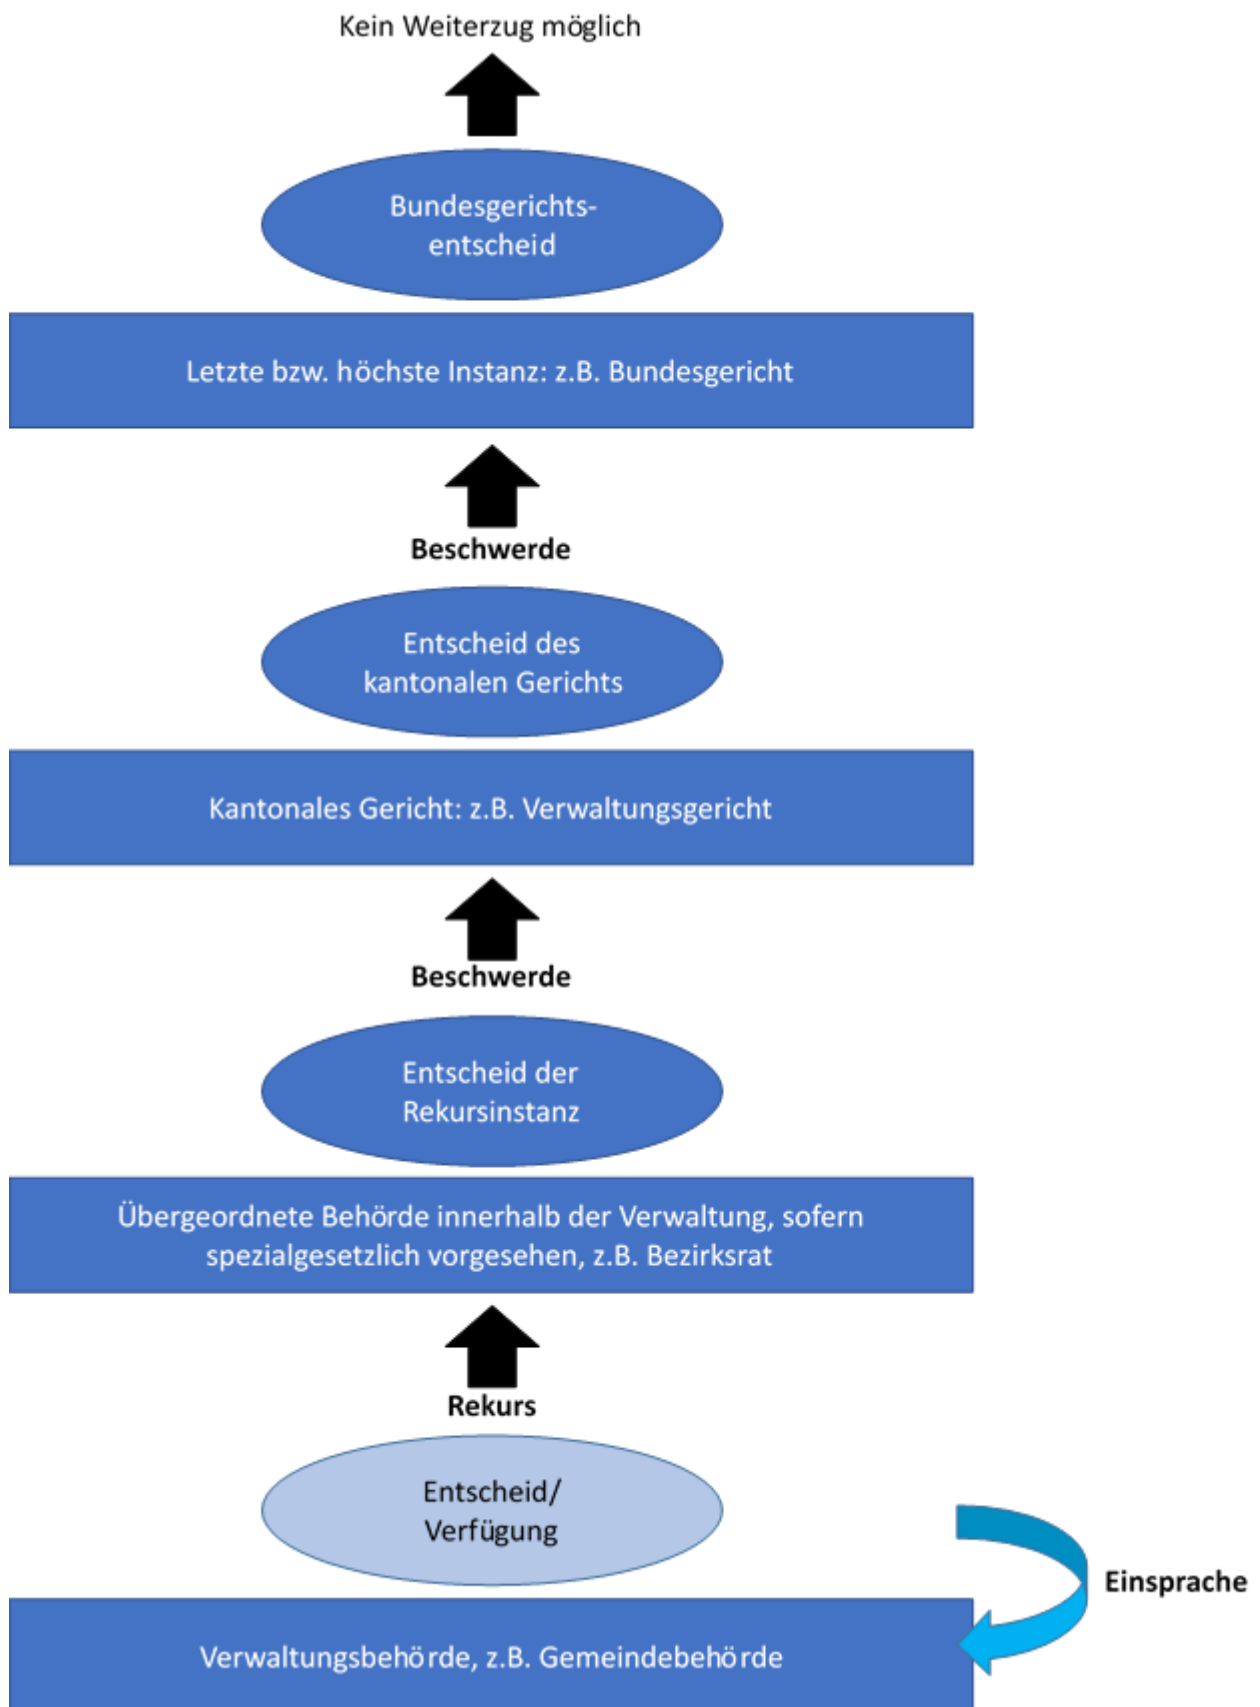 Kein Weiterzug möglich
Bundesgerichts-
entscheid
Letzte bzw. höchste Instanz: z.B. Bundesgericht
Beschwerde
Entscheid des
kantonalen Gerichts
Kantonales Gericht: z.B. Verwaltungsgericht
Beschwerde
Entscheid der
Rekursinstanz
Übergeordnete Behörde innerhalb der Verwaltung, sofern
spezialgesetzlich vorgesehen, z.B. Bezirksrat
Rekurs
Entscheid/
Verfügung
Einsprache
Verwaltungsbehörde, z.B. Gemeindebehörde